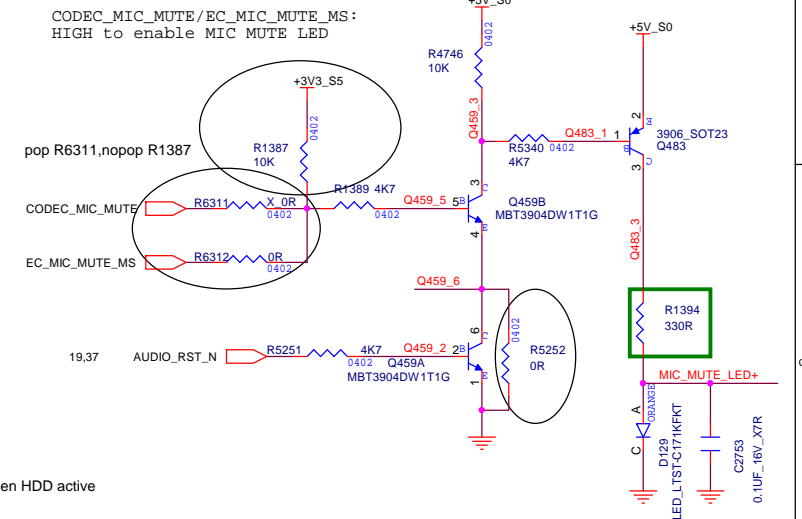 CODEC_MIC_MUTE/EC_MIC_MUTE_MS:
HIGH to enable MIC MUTE LED
+5V_S0
+5V_S0
R4746
10K
0402
+3V3_S5
0402
Q459_3
R1387
10K
pop R6311,nopop R1387
R5340
4K7
0402
Q483_1
1
2
E
B
C
3
3906_SOT23
Q483
CODEC_MIC_MUTE
R6311
X_0R
0402
R1389 4K7
0402
Q459_5
5
B
3
C
E
4
Q459B
MBT3904DW1T1G
EC_MIC_MUTE_MS
R6312
0R
0402
Q483_3
Q459_6
R1394
330R
19,37
AUDIO_RST_N
R5251
4K7
0402
Q459_2
2
B
6
C
E
1
Q459A
MBT3904DW1T1G
0402
R5252
0R
MIC_MUTE_LED+
A
C
ORANGE
D129
LED_LTST-C171KFKT
C2753
0.1UF_16V_X7R
en HDD active